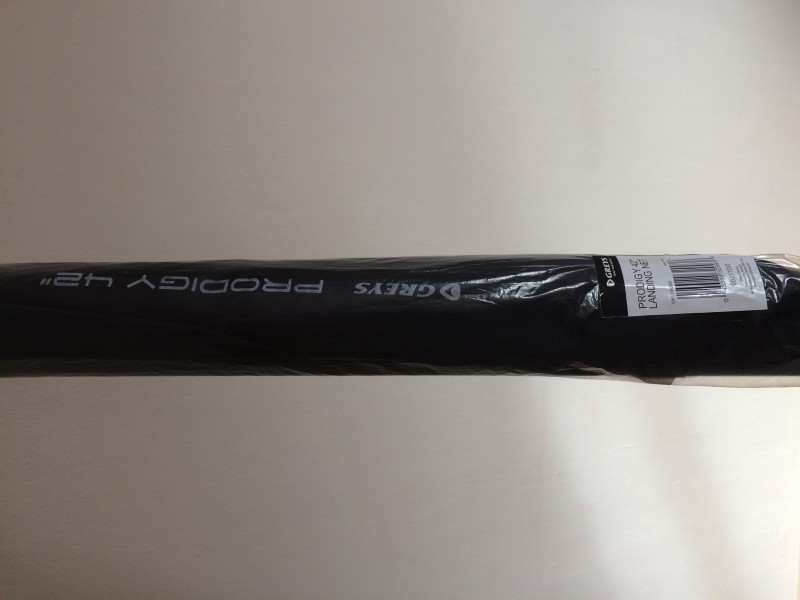 GREYS PRODIGY 42"
GREYS
PRODIGY 42"
LANDING NET